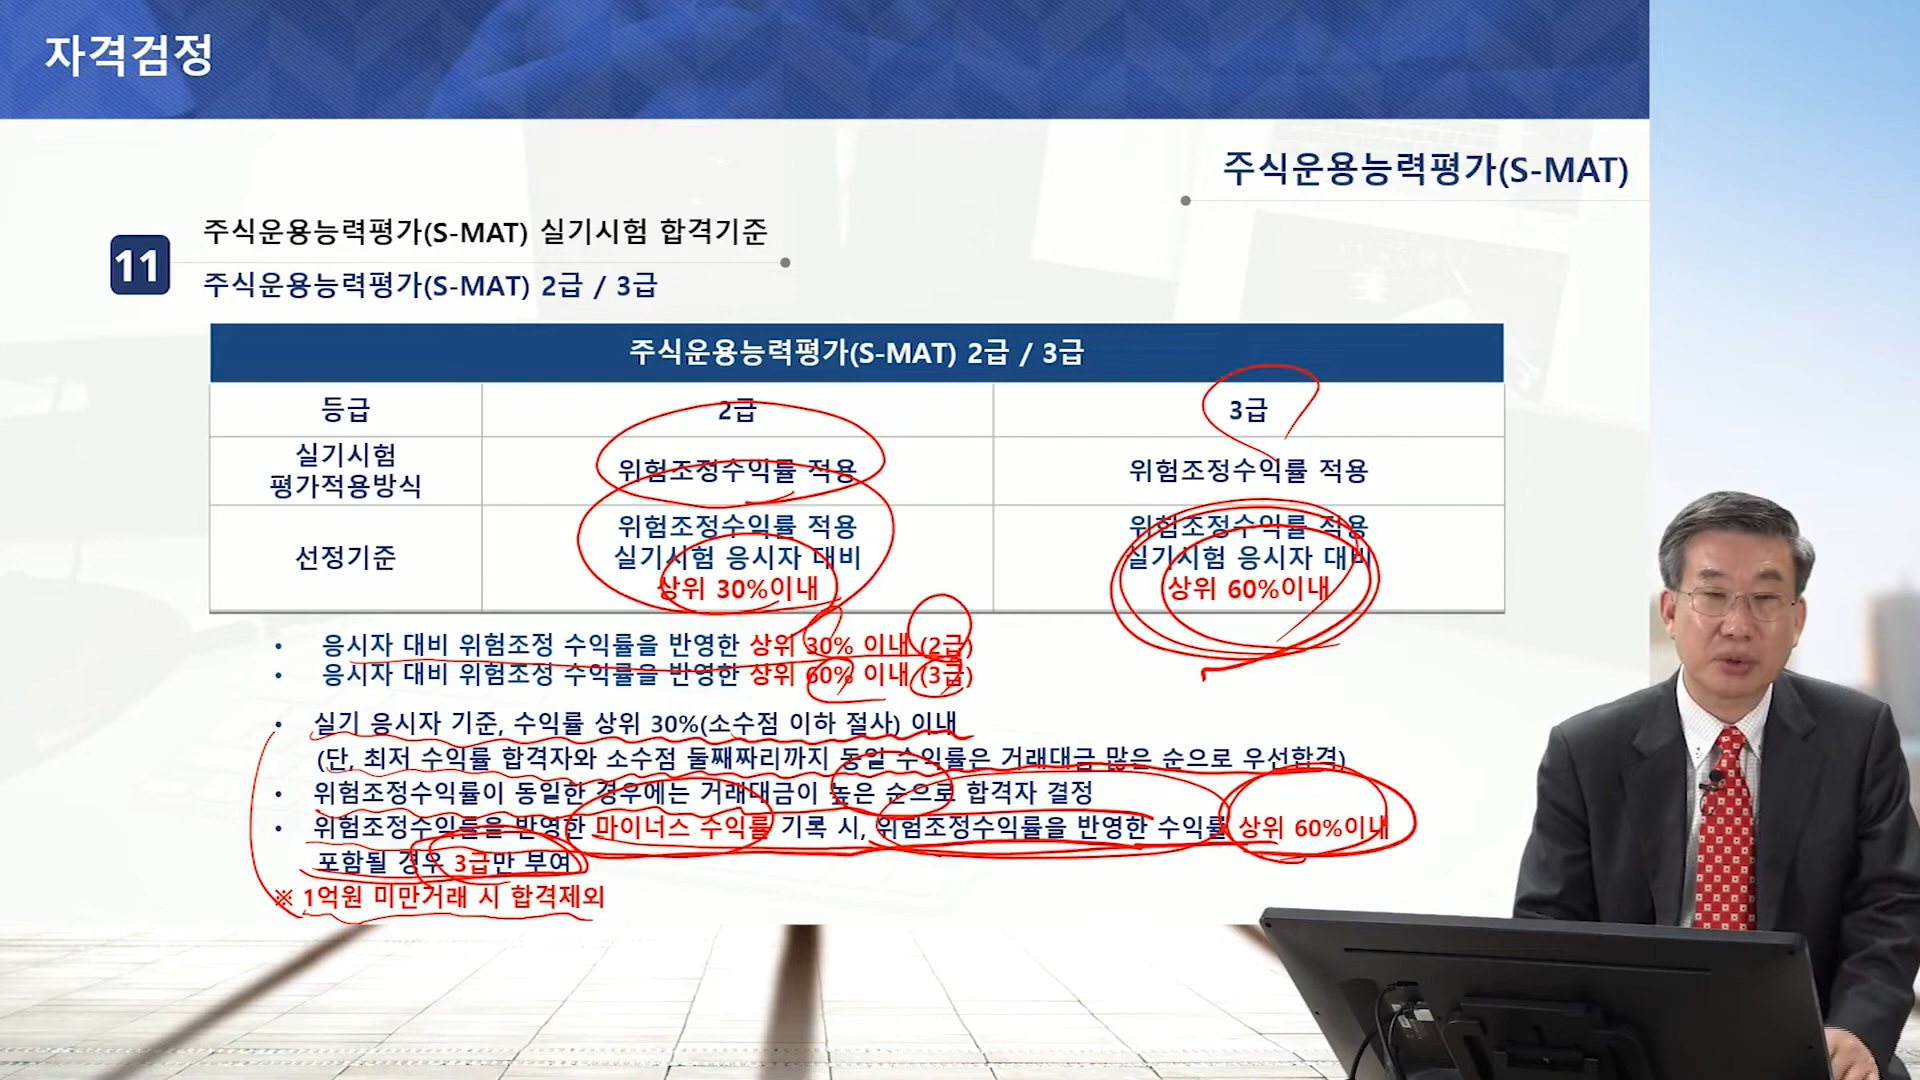 자격검정
주식운용능력평가(S-MAT)
11
주식운용능력평가(S-MAT) 실기시험 합격기준
주식운용능력평가(S-MAT) 2급 / 3급
주식운용능력평가(S-MAT) 2급 / 3급
등급 2급 3급
실기시험
평가적용방식
위험조정수익률 적용 위험조정수익률 적용
선정기준
위험조정수익률 적용
실기시험 응시자 대비
상위 30%이내
위험조정수익률 적용
실기시험 응시자 대비
상위 60%이내
• 응시자 대비 위험조정 수익률을 반영한 상위 30% 이내 (2급)
• 응시자 대비 위험조정 수익률을 반영한 상위 60% 이내 (3급)
• 실기 응시자 기준, 수익률 상위 30%(소수점 이하 절사) 이내
(단, 최저 수익률 합격자와 소수점 둘째짜리까지 동일 수익률은 거래대금 많은 순으로 우선합격)
• 위험조정수익률이 동일한 경우에는 거래대금이 높은 순으로 합격자 결정
• 위험조정수익률을 반영한 마이너스 수익률 기록 시, 위험조정수익률을 반영한 수익률 상위 60%이내
포함될 경우 3급만 부여
※ 1억원 미만거래 시 합격제외